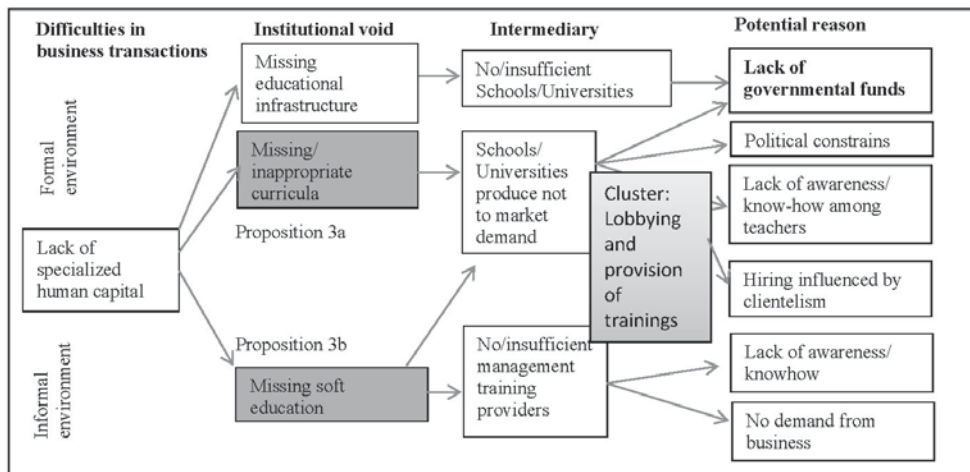 Difficulties in
business transactions
Institutional void
Intermediary
Potential reason
Formal
environment
Informal
environment
Lack of
specialized
human capital
Missing
educational
infrastructure
Missing/
inappropriate
curricula
Proposition 3a
Proposition 3b
Missing soft
education
No/insufficient
Schools/Universities
Schools/
Universities
produce not
to market
demand
No/insufficient
management
training
providers
Cluster:
Lobbying
and
provision
of
trainings
Lack of
governmental funds
Political constrains
Lack of awareness/
know-how among
teachers
Hiring influenced by
clientelism
Lack of awareness/
knowhow
No demand from
business